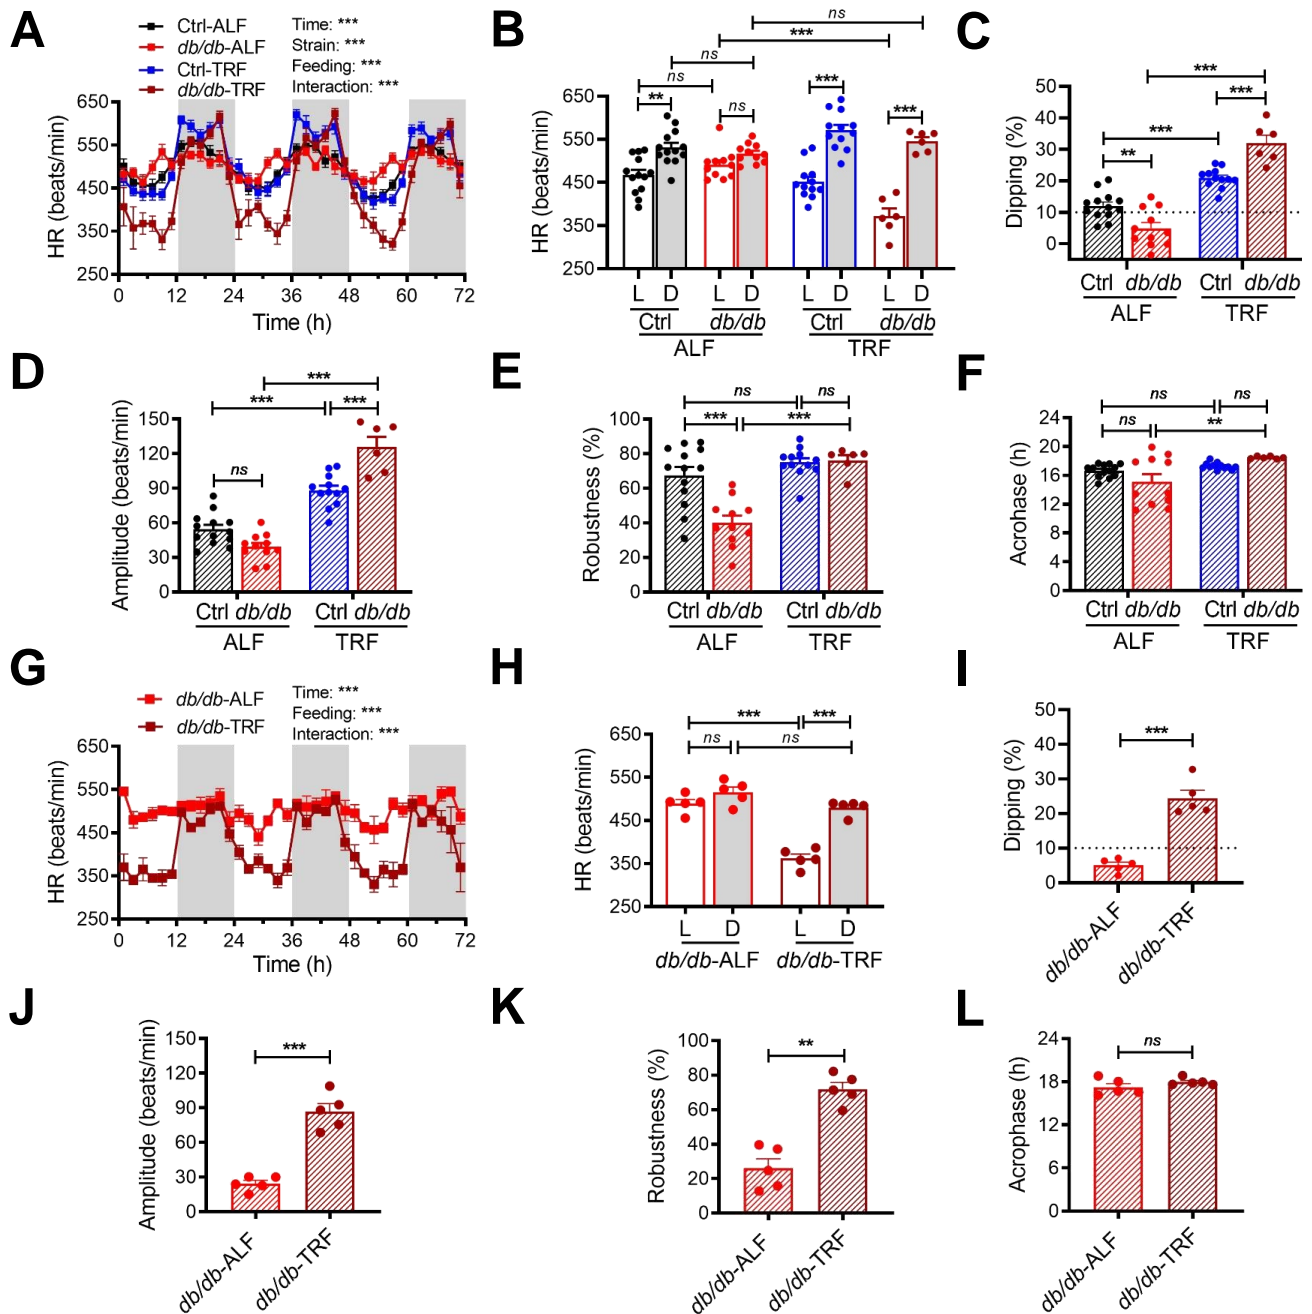 A
Ctrl-ALF
db/db-ALF
Ctrl-TRF
db/db-TRF
Time: ***
Strain: ***
Feeding: ***
Interaction: ***
HR (beats/min)
650
550
450
350
250
0 12 24 36 48 60 72
Time (h)
B
ns
***
ns
ns *** 
** ns ***
HR (beats/min)
650
550
450
350
250
L D L D L D L D
Ctrl db/db Ctrl db/db
ALF TRF
C
***
***
***
**
Dipping (%)
50
40
30
20
10
0
Ctrl db/db Ctrl db/db
ALF TRF
D
***
*** ***
ns
Amplitude (beats/min)
150
120
90
60
30
0
Ctrl db/db Ctrl db/db
ALF TRF
E
ns ns
*** ***
Robustness (%)
100
80
60
40
20
0
Ctrl db/db Ctrl db/db
ALF TRF
F
ns ns
ns **
Acrohase (h)
24
20
16
12
8
4
0
Ctrl db/db Ctrl db/db
ALF TRF
G
db/db-ALF
db/db-TRF
Time: ***
Feeding: ***
Interaction: ***
HR (beats/min)
650
550
450
350
250
0 12 24 36 48 60 72
Time (h)
H
*** ***
ns ns
HR (beats/min)
650
550
450
350
250
L D L D
db/db-ALF db/db-TRF
I
***
Dipping (%)
50
40
30
20
10
0
db/db-ALF
db/db-TRF
J
***
Amplitude (beats/min)
150
120
90
60
30
0
db/db-ALF
db/db-TRF
K
**
Robustness (%)
100
80
60
40
20
0
db/db-ALF
db/db-TRF
L
ns
Acrophase (h)
24
18
12
6
0
db/db-ALF
db/db-TRF